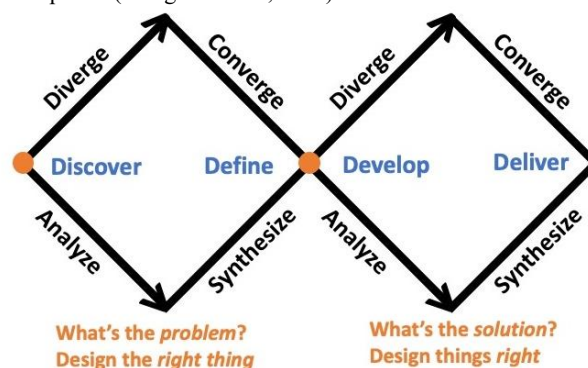 Diverge
Converge
Diverge
Converge
Discover
Define
Develop
Deliver
Analyze
Synthesize
Analyze
Synthesize
What's the problem?
Design the right thing
What's the solution?
Design things right